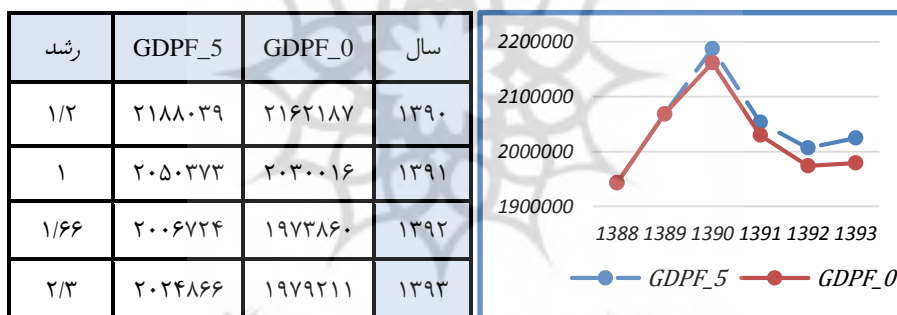 سال GDPF_0 GDPF_5 رشد
۱۳۹۰ ۲۱۶۲۱۸۷ ۲۱۸۸۰۳۹ ۱/۲
۱۳۹۱ ۲۰۳۰۰۱۶ ۲۰۵۰۳۷۳ ۱
۱۳۹۲ ۱۹۷۳۸۶۰ ۲۰۰۶۷۲۴ ۱/۶۶
۱۳۹۳ ۱۹۷۹۲۱۱ ۲۰۲۴۸۶۶ ۲/۳
2200000
2100000
2000000
1900000
1388 1389 1390 1391 1392 1393
GDPF_5 GDPF_0